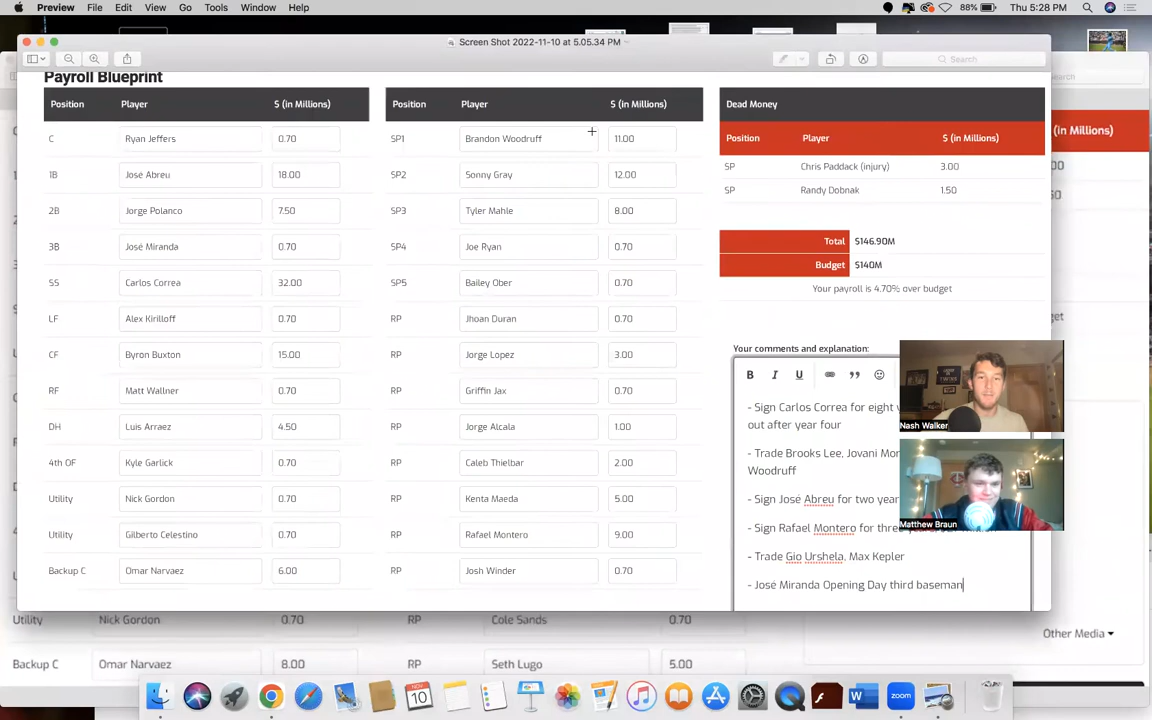 Preview File Edit View Go Tools Window Help 88% Thu 5:28 PM
Screen Shot 2022-11-10 at 5.05.34 PM
Search
Payroll Blueprint
Position Player $ (in Millions) Position Player $ (in Millions) Dead Money
C Ryan Jeffers 0.70 SP1 Brandon Woodruff 11.00 Position Player $ (in Millions)
SP Chris Paddack (injury) 3.00
1B José Abreu 18.00 SP2 Sonny Gray 12.00 SP Randy Dobnak 1.50
2B Jorge Polanco 7.50 SP3 Tyler Mahle 8.00
3B José Miranda 0.70 SP4 Joe Ryan 0.70 Total $146.90M
Budget $140M
SS Carlos Correa 32.00 SP5 Bailey Ober 0.70 Your payroll is 4.70% over budget
LF Alex Kirilloff 0.70 RP Jhoan Duran 0.70
CF Byron Buxton 15.00 RP Jorge Lopez 3.00
RF Matt Wallner 0.70 RP Griffin Jax 0.70
DH Luis Arraez 4.50 RP Jorge Alcala 1.00
4th OF Kyle Garlick 0.70 RP Caleb Thielbar 2.00
Utility Nick Gordon 0.70 RP Kenta Maeda 5.00
Utility Gilberto Celestino 0.70 RP Rafael Montero 9.00
Backup C Omar Narvaez 6.00 RP Josh Winder 0.70
Your comments and explanation:
B I U
- Sign Carlos Correa for eight
out after year four
- Trade Brooks Lee, Jovani
Woodruff
- Sign José Abreu for two
- Sign Rafael Montero for
- Trade Gio Urshela, Max Kepler
- José Miranda Opening Day third baseman
Nash Walker
Matthew Braun
(in Millions)
Utility Nick Gordon 0.70 RP Cole Sands 0.70
Other Media
Backup C Omar Narvaez 8.00 RP Seth Lugo 5.00
NOV
10
W
zoom